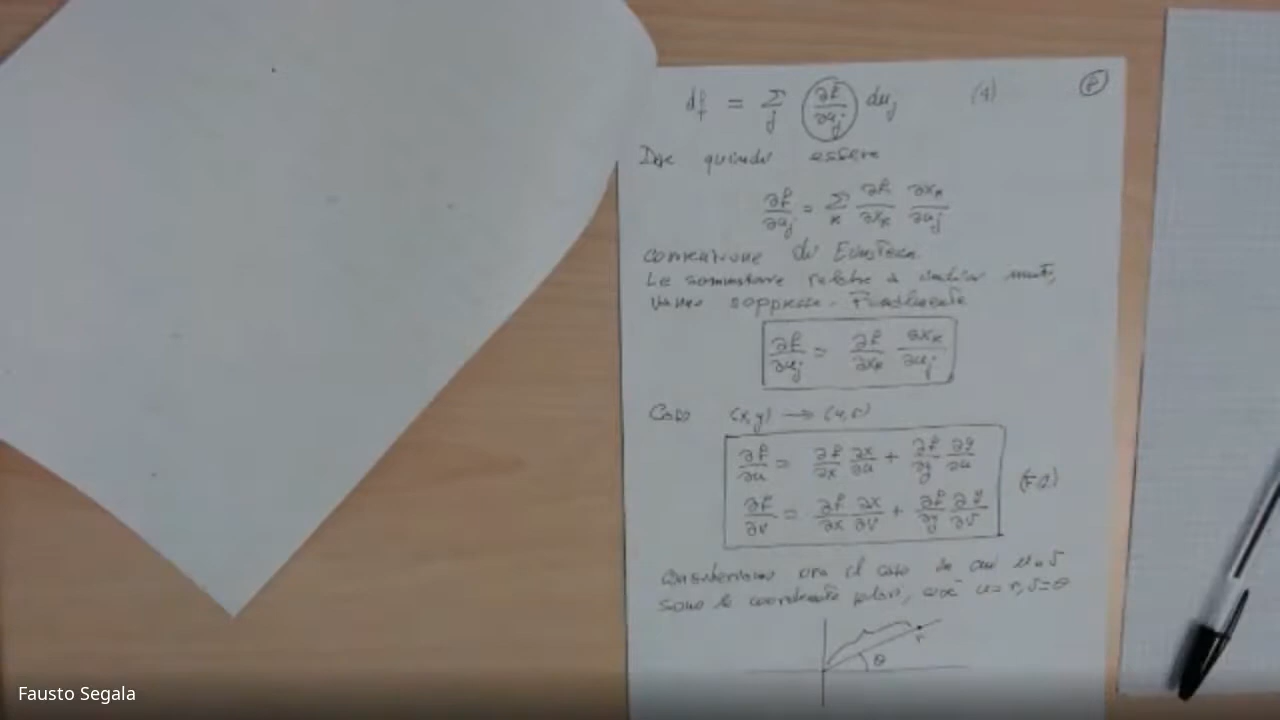 df = Σ_j (∂f/∂u_j) du_j (4) 2
Deve quindi essere
∂f/∂u_j = Σ_k ∂f/∂x_k ∂x_k/∂u_j
Convenzione di Einstein
Le sommatorie relative a indici muti,
vanno soppresse. Finalmente
∂f/∂u_j = ∂f/∂x_k ∂x_k/∂u_j
Caso (x,y) → (u,v)
∂f/∂u = ∂f/∂x ∂x/∂u + ∂f/∂y ∂y/∂u
∂f/∂v = ∂f/∂x ∂x/∂v + ∂f/∂y ∂y/∂v
Consideriamo ora il caso in cui u, v
sono le coordinate polari, cioè u=r, v=θ
r
θ
Fausto Segala